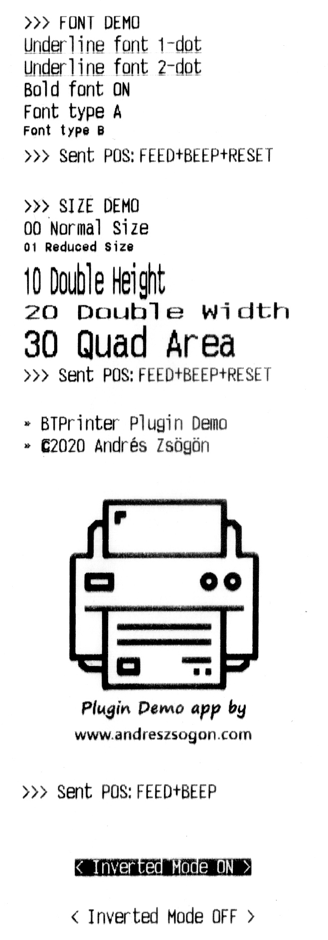 >>> FONT DEMO
Underline font 1-dot
Underline font 2-dot
Bold font ON
Font type A
Font type B
>>> Sent POS: FEED+BEEP+RESET
>>> SIZE DEMO
00 Normal Size
01 Reduced Size
10 Double Height
20 Double Width
30 Quad Area
>>> Sent POS: FEED+BEEP+RESET
» BTPrinter Plugin Demo
» ©2020 Andrés Zsögön
Plugin Demo app by
www.andreszsogon.com
>>> Sent POS: FEED+BEEP
< Inverted Mode ON >
< Inverted Mode OFF >